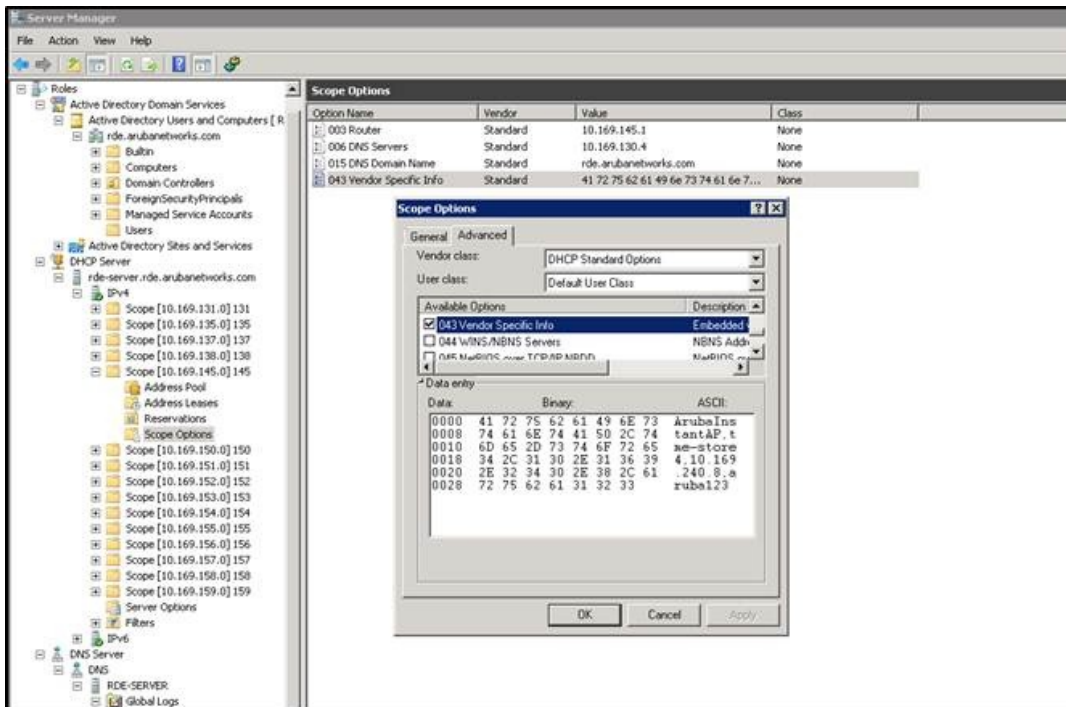 Server Manager
File Action View Help
Roles
Active Directory Domain Services
Active Directory Users and Computers [ R
rde.arubanetworks.com
Builtin
Computers
Domain Controllers
ForeignSecurityPrincipals
Managed Service Accounts
Users
Active Directory Sites and Services
DHCP Server
rde-server.rde.arubanetworks.com
IPv4
Scope [10.169.131.0] 131
Scope [10.169.135.0] 135
Scope [10.169.137.0] 137
Scope [10.169.138.0] 138
Scope [10.169.145.0] 145
Address Pool
Address Leases
Reservations
Scope Options
Scope [10.169.150.0] 150
Scope [10.169.151.0] 151
Scope [10.169.152.0] 152
Scope [10.169.153.0] 153
Scope [10.169.154.0] 154
Scope [10.169.155.0] 155
Scope [10.169.156.0] 156
Scope [10.169.157.0] 157
Scope [10.169.158.0] 158
Scope [10.169.159.0] 159
Server Options
Filters
IPv6
DNS Server
DNS
RDE-SERVER
Global Logs
Scope Options
Option Name Vendor Value Class
003 Router Standard 10.169.145.1 None
006 DNS Servers Standard 10.169.130.4 None
015 DNS Domain Name Standard rde.arubanetworks.com None
043 Vendor Specific Info Standard 41 72 75 62 61 49 6e 73 74 61 6e 7... None
Scope Options
General Advanced
Vendor class: DHCP Standard Options
User class: Default User Class
Available Options Description
043 Vendor Specific Info Embedded
044 WINS/NBNS Servers NBNS Addr
045 NetBIOS over TCP/IP NBDD NetBIOS
Data entry
Data: Binary: ASCII:
0000 41 72 75 62 61 49 6E 73 ArubaIns
0008 74 61 6E 74 41 50 2C 74 tantAP,t
0010 6D 65 2D 73 74 6F 72 65 me-store
0018 34 2C 31 30 2E 31 36 39 4,10.169
0020 2E 32 34 30 2E 38 2C 61 .240.8,a
0028 72 75 62 61 31 32 33 ruba123
OK Cancel Apply